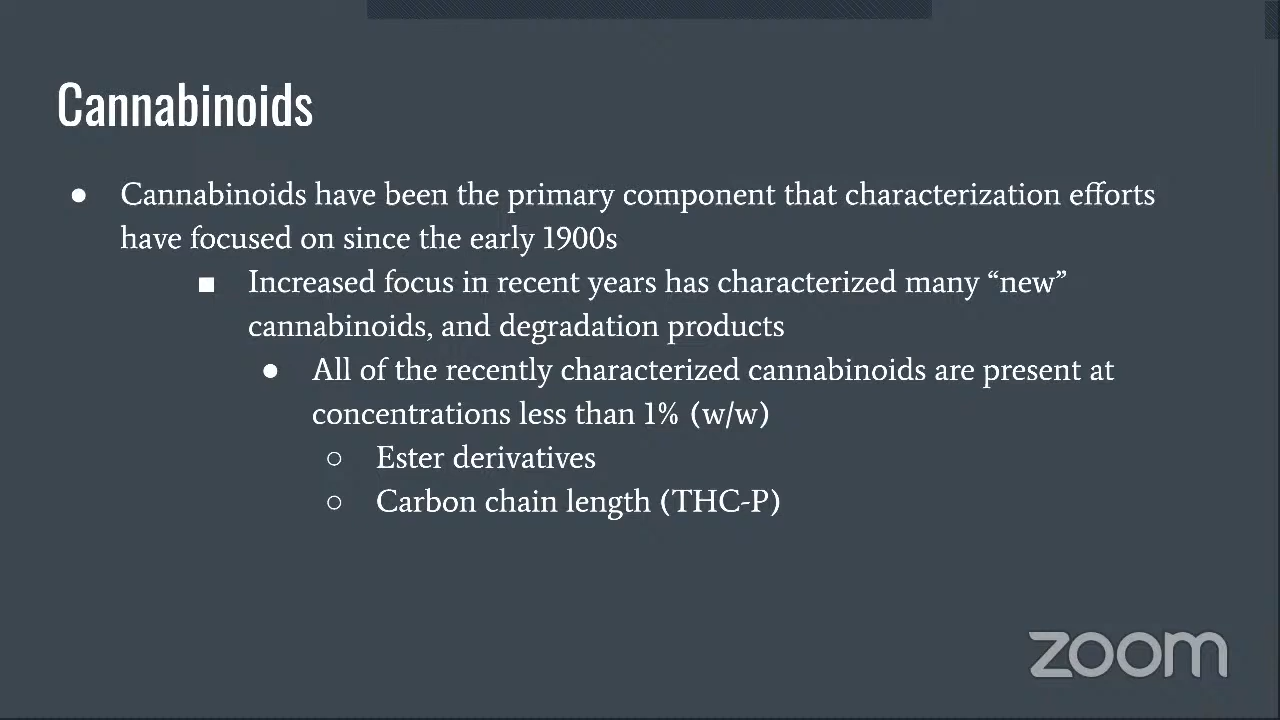 Cannabinoids
● Cannabinoids have been the primary component that characterization efforts
have focused on since the early 1900s
■ Increased focus in recent years has characterized many “new”
cannabinoids, and degradation products
● All of the recently characterized cannabinoids are present at
concentrations less than 1% (w/w)
○ Ester derivatives
○ Carbon chain length (THC-P)
zoom